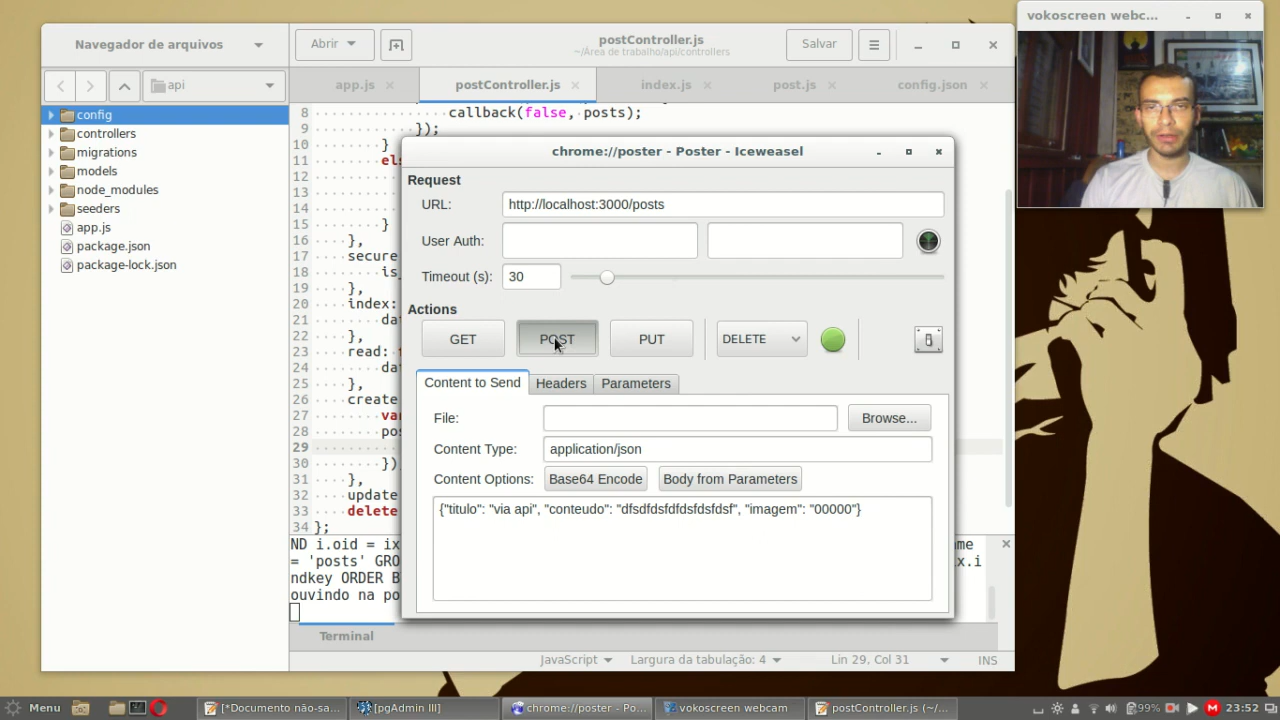 Navegador de arquivos
Abrir
postController.js
~/Área de trabalho/api/controllers
Salvar
vokoscreen webc...
api
app.js
postController.js
index.js
post.js
config.json
config
controllers
migrations
models
node_modules
seeders
app.js
package.json
package-lock.json
8 callback(false, posts);
9 });
10 }
11 els
12
13
14
15 }
16 },
17 secure
18 is
19 },
20 index:
21 dat
22 },
23 read:
24 dat
25 },
26 create
27 var
28 pos
29
30 })
31 },
32 update
33 delete
34 };
chrome://poster - Poster - Iceweasel
Request
URL: http://localhost:3000/posts
User Auth:
Timeout (s): 30
Actions
GET POST PUT DELETE
Content to Send Headers Parameters
File: Browse...
Content Type: application/json
Content Options: Base64 Encode Body from Parameters
{"titulo": "via api", "conteudo": "dfsdfdsfdfdsfdsfdsf", "imagem": "00000"}
ND i.oid = ix
= 'posts' GRO
ndkey ORDER B
ouvindo na po
Terminal
JavaScript Largura da tabulação: 4 Lin 29, Col 31 INS
Menu [*Documento não-sa... [pgAdmin III] chrome://poster - Po... vokoscreen webcam postController.js (~/... 99% 23:52